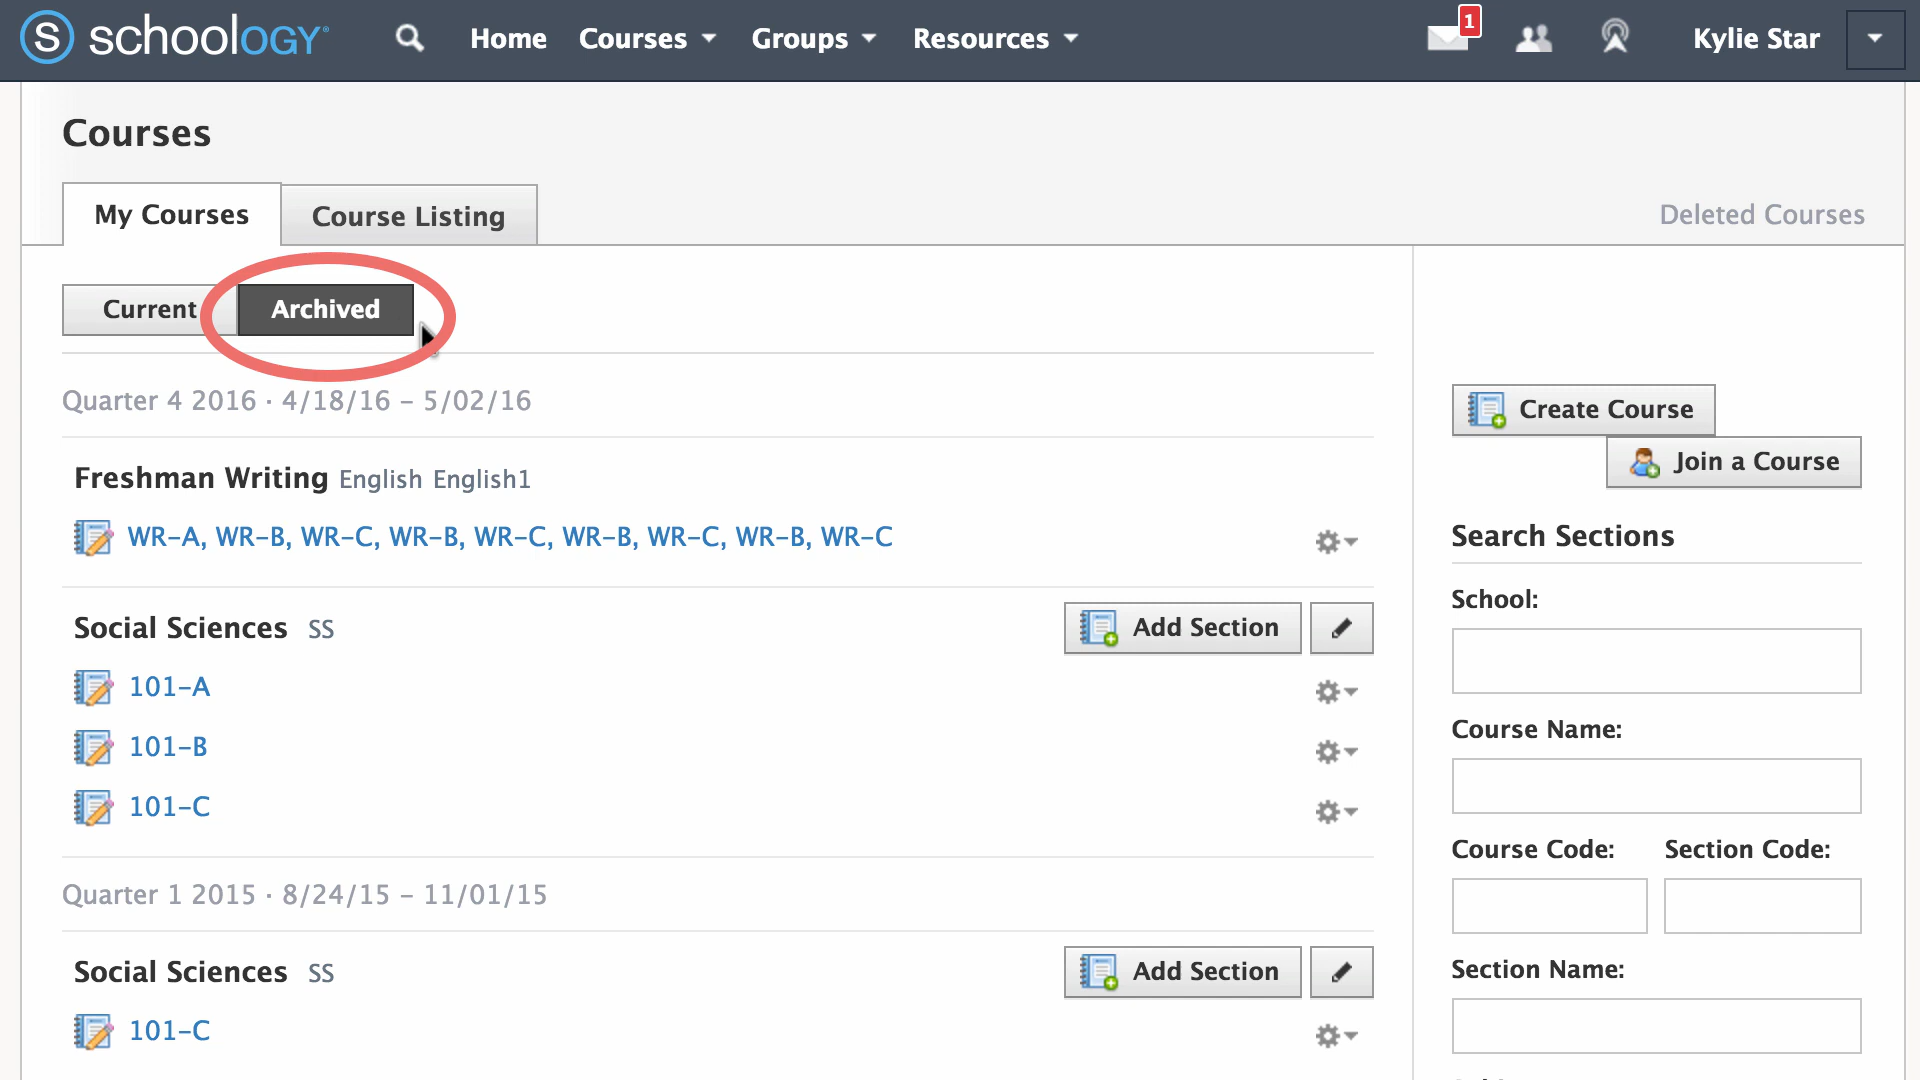 schoology
Home Courses Groups Resources 1 Kylie Star
Courses
My Courses Course Listing Deleted Courses
Current Archived
Quarter 4 2016 · 4/18/16 – 5/02/16
Create Course
Join a Course
Freshman Writing English English1
WR-A, WR-B, WR-C, WR-B, WR-C, WR-B, WR-C, WR-B, WR-C
Search Sections
School:
Social Sciences SS Add Section
101-A
Course Name:
101-B
101-C
Course Code: Section Code:
Quarter 1 2015 · 8/24/15 – 11/01/15
Social Sciences SS Add Section
Section Name:
101-C